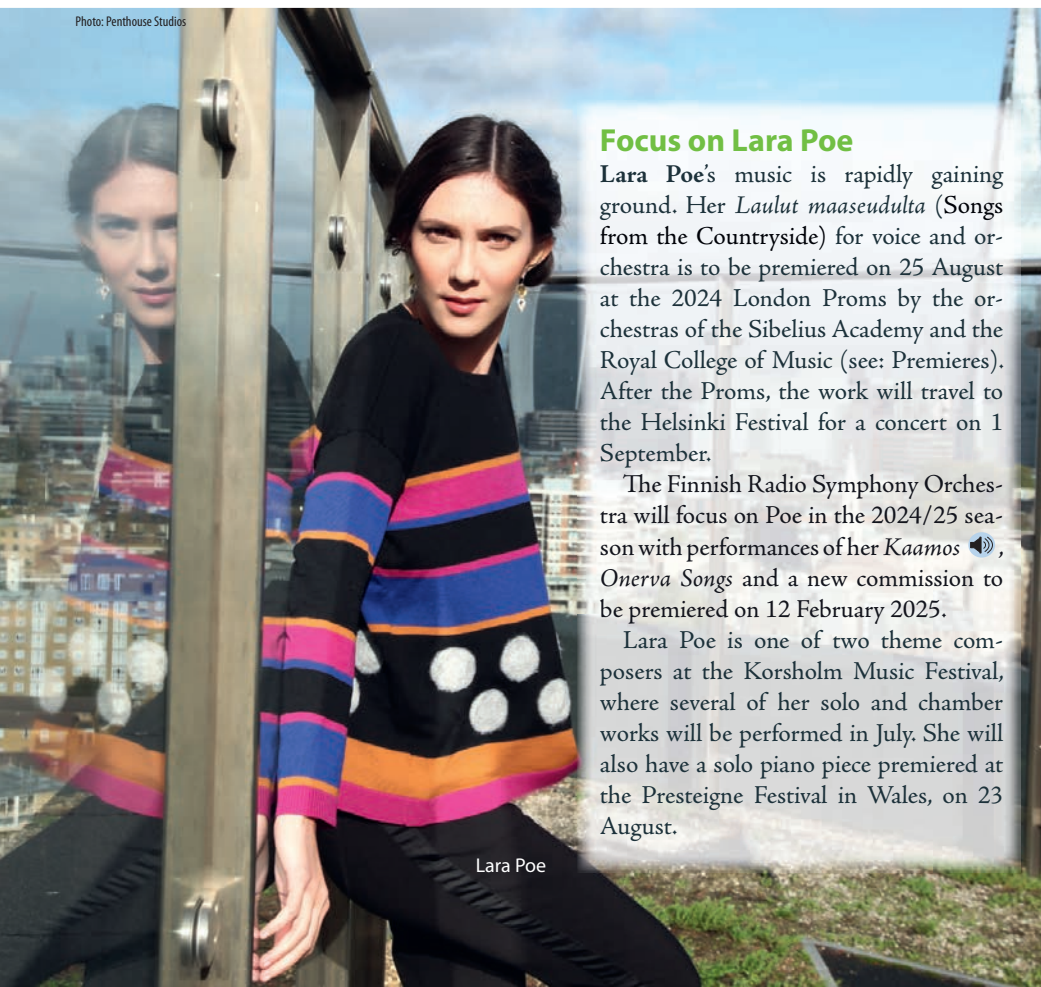 Photo: Penthouse Studios
Focus on Lara Poe
Lara Poe's music is rapidly gaining
ground. Her Laulut maaseudulta (Songs
from the Countryside) for voice and or-
chestra is to be premiered on 25 August
at the 2024 London Proms by the or-
chestras of the Sibelius Academy and the
Royal College of Music (see: Premieres).
After the Proms, the work will travel to
the Helsinki Festival for a concert on 1
September.
The Finnish Radio Symphony Orches-
tra will focus on Poe in the 2024/25 sea-
son with performances of her Kaamos ,
Onerva Songs and a new commission to
be premiered on 12 February 2025.
Lara Poe is one of two theme com-
posers at the Korsholm Music Festival,
where several of her solo and chamber
works will be performed in July. She will
also have a solo piano piece premiered at
the Presteigne Festival in Wales, on 23
August.
Lara Poe